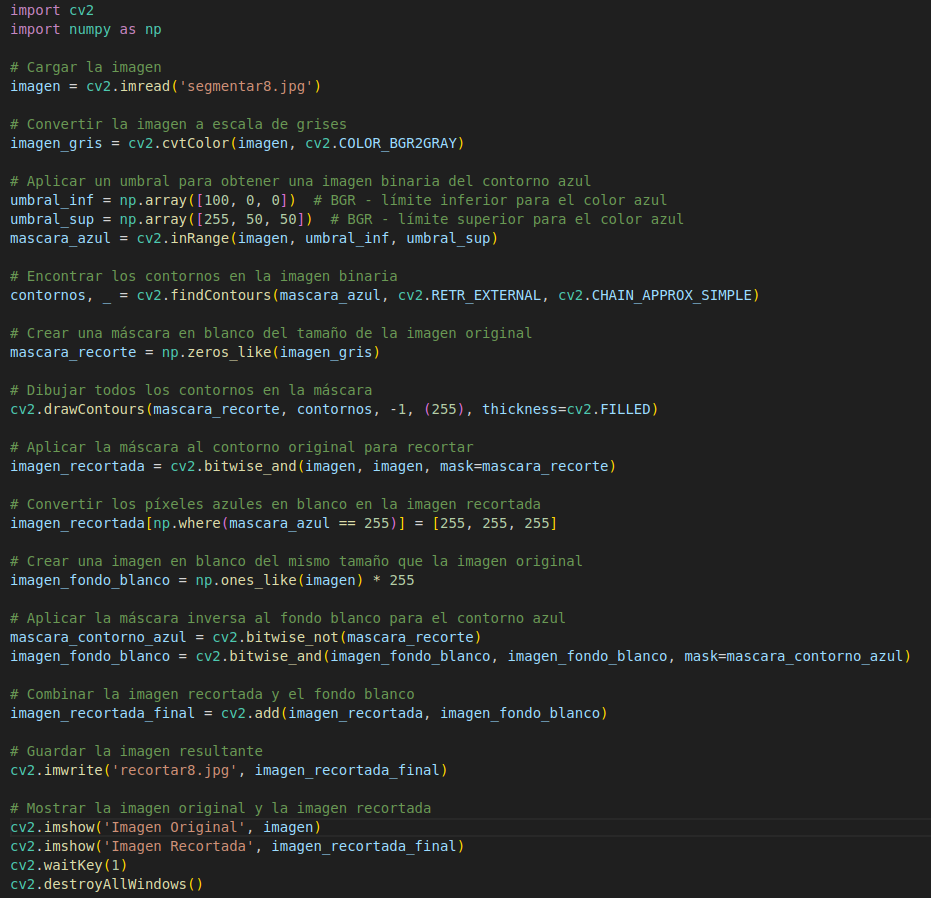 import cv2
import numpy as np
# Cargar la imagen
imagen = cv2.imread('segmentar8.jpg')
# Convertir la imagen a escala de grises
imagen_gris = cv2.cvtColor(imagen, cv2.COLOR_BGR2GRAY)
# Aplicar un umbral para obtener una imagen binaria del contorno azul
umbral_inf = np.array([100, 0, 0])  # BGR - límite inferior para el color azul
umbral_sup = np.array([255, 50, 50])  # BGR - límite superior para el color azul
mascara_azul = cv2.inRange(imagen, umbral_inf, umbral_sup)
# Encontrar los contornos en la imagen binaria
contornos, _ = cv2.findContours(mascara_azul, cv2.RETR_EXTERNAL, cv2.CHAIN_APPROX_SIMPLE)
# Crear una máscara en blanco del tamaño de la imagen original
mascara_recorte = np.zeros_like(imagen_gris)
# Dibujar todos los contornos en la máscara
cv2.drawContours(mascara_recorte, contornos, -1, (255), thickness=cv2.FILLED)
# Aplicar la máscara al contorno original para recortar
imagen_recortada = cv2.bitwise_and(imagen, imagen, mask=mascara_recorte)
# Convertir los píxeles azules en blanco en la imagen recortada
imagen_recortada[np.where(mascara_azul == 255)] = [255, 255, 255]
# Crear una imagen en blanco del mismo tamaño que la imagen original
imagen_fondo_blanco = np.ones_like(imagen) * 255
# Aplicar la máscara inversa al fondo blanco para el contorno azul
mascara_contorno_azul = cv2.bitwise_not(mascara_recorte)
imagen_fondo_blanco = cv2.bitwise_and(imagen_fondo_blanco, imagen_fondo_blanco, mask=mascara_contorno_azul)
# Combinar la imagen recortada y el fondo blanco
imagen_recortada_final = cv2.add(imagen_recortada, imagen_fondo_blanco)
# Guardar la imagen resultante
cv2.imwrite('recortar8.jpg', imagen_recortada_final)
# Mostrar la imagen original y la imagen recortada
cv2.imshow('Imagen Original', imagen)
cv2.imshow('Imagen Recortada', imagen_recortada_final)
cv2.waitKey(1)
cv2.destroyAllWindows()